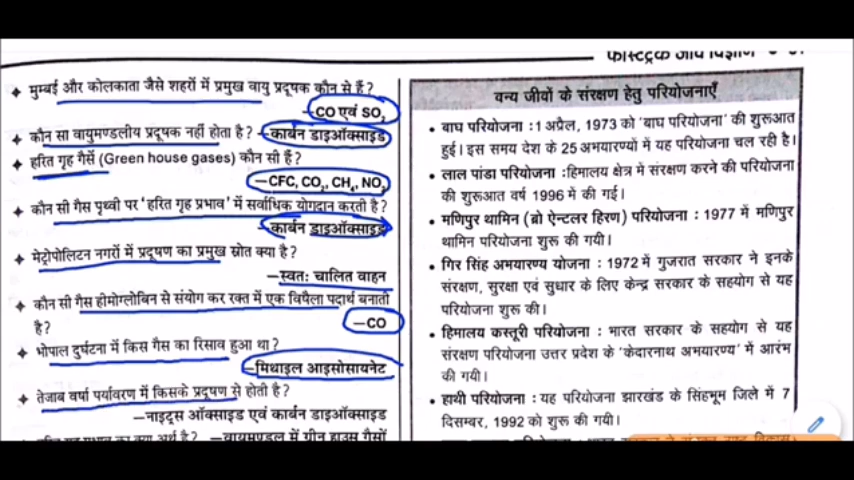 फास्टट्रैक जीव विज्ञान
✦ मुम्बई और कोलकाता जैसे शहरों में प्रमुख वायु प्रदूषक कौन से हैं?
–CO एवं SO₂
✦ कौन सा वायुमण्डलीय प्रदूषक नहीं होता है? –कार्बन डाइऑक्साइड
✦ हरित गृह गैसें (Green house gases) कौन सी हैं?
–CFC, CO₂, CH₄, NO₂
✦ कौन सी गैस पृथ्वी पर 'हरित गृह प्रभाव' में सर्वाधिक योगदान करती है?
–कार्बन डाइऑक्साइड
✦ मेट्रोपोलिटन नगरों में प्रदूषण का प्रमुख स्रोत क्या है?
–स्वतः चालित वाहन
✦ कौन सी गैस होमोग्लोबिन से संयोग कर रक्त में एक विषैला पदार्थ बनाती
है?
–CO
✦ भोपाल दुर्घटना में किस गैस का रिसाव हुआ था?
–मिथाइल आइसोसायनेट
✦ तेजाब वर्षा पर्यावरण में किसके प्रदूषण से होती है?
–नाइट्रस ऑक्साइड एवं कार्बन डाइऑक्साइड
का क्या अर्थ है? –वायुमण्डल में ग्रीन हाउस गैसों
वन्य जीवों के संरक्षण हेतु परियोजनाएँ
• बाघ परियोजना : 1 अप्रैल, 1973 को 'बाघ परियोजना' की शुरूआत
हुई। इस समय देश के 25 अभयारण्यों में यह परियोजना चल रही है।
• लाल पांडा परियोजना : हिमालय क्षेत्र में संरक्षण करने की परियोजना
की शुरूआत वर्ष 1996 में की गई।
• मणिपुर थामिन (ब्रो ऐन्टलर हिरण) परियोजना : 1977 में मणिपुर
थामिन परियोजना शुरू की गयी।
• गिर सिंह अभयारण्य योजना : 1972 में गुजरात सरकार ने इनके
संरक्षण, सुरक्षा एवं सुधार के लिए केन्द्र सरकार के सहयोग से यह
परियोजना शुरू की।
• हिमालय कस्तूरी परियोजना : भारत सरकार के सहयोग से यह
संरक्षण परियोजना उत्तर प्रदेश के 'केदारनाथ अभयारण्य' में आरंभ
की गयी।
• हाथी परियोजना : यह परियोजना झारखंड के सिंहभूम जिले में 7
दिसम्बर, 1992 को शुरू की गयी।